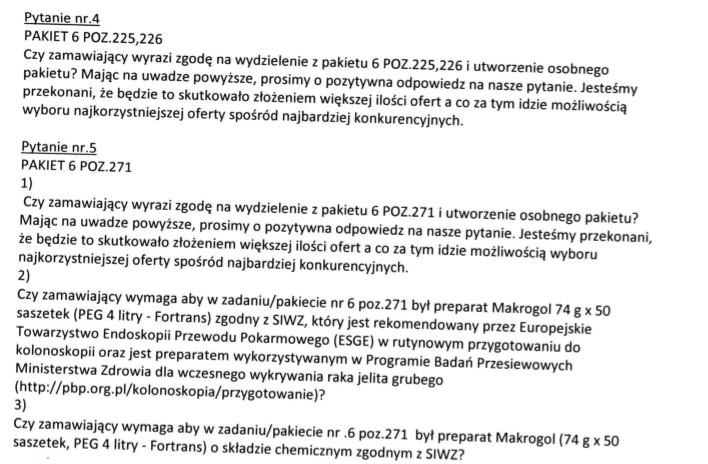 Pytanie nr.4
PAKIET 6 POZ.225,226
Czy zamawiający wyrazi zgodę na wydzielenie z pakietu 6 POZ.225,226 i utworzenie osobnego
pakietu? Mając na uwadze powyższe, prosimy o pozytywna odpowiedz na nasze pytanie. Jesteśmy
przekonani, że będzie to skutkowało złożeniem większej ilości ofert a co za tym idzie możliwością
wyboru najkorzystniejszej oferty spośród najbardziej konkurencyjnych.
Pytanie nr.5
PAKIET 6 POZ.271
1)
Czy zamawiający wyrazi zgodę na wydzielenie z pakietu 6 POZ.271 i utworzenie osobnego pakietu?
Mając na uwadze powyższe, prosimy o pozytywna odpowiedz na nasze pytanie. Jesteśmy przekonani,
że będzie to skutkowało złożeniem większej ilości ofert a co za tym idzie możliwością wyboru
najkorzystniejszej oferty spośród najbardziej konkurencyjnych.
2)
Czy zamawiający wymaga aby w zadaniu/pakiecie nr 6 poz.271 był preparat Makrogol 74 g x 50
saszetek (PEG 4 litry - Fortrans) zgodny z SIWZ, który jest rekomendowany przez Europejskie
Towarzystwo Endoskopii Przewodu Pokarmowego (ESGE) w rutynowym przygotowaniu do
kolonoskopii oraz jest preparatem wykorzystywanym w Programie Badań Przesiewowych
Ministerstwa Zdrowia dla wczesnego wykrywania raka jelita grubego
(http://pbp.org.pl/kolonoskopia/przygotowanie)?
3)
Czy zamawiający wymaga aby w zadaniu/pakiecie nr .6 poz.271 był preparat Makrogol (74 g x 50
saszetek, PEG 4 litry - Fortrans) o składzie chemicznym zgodnym z SIWZ?